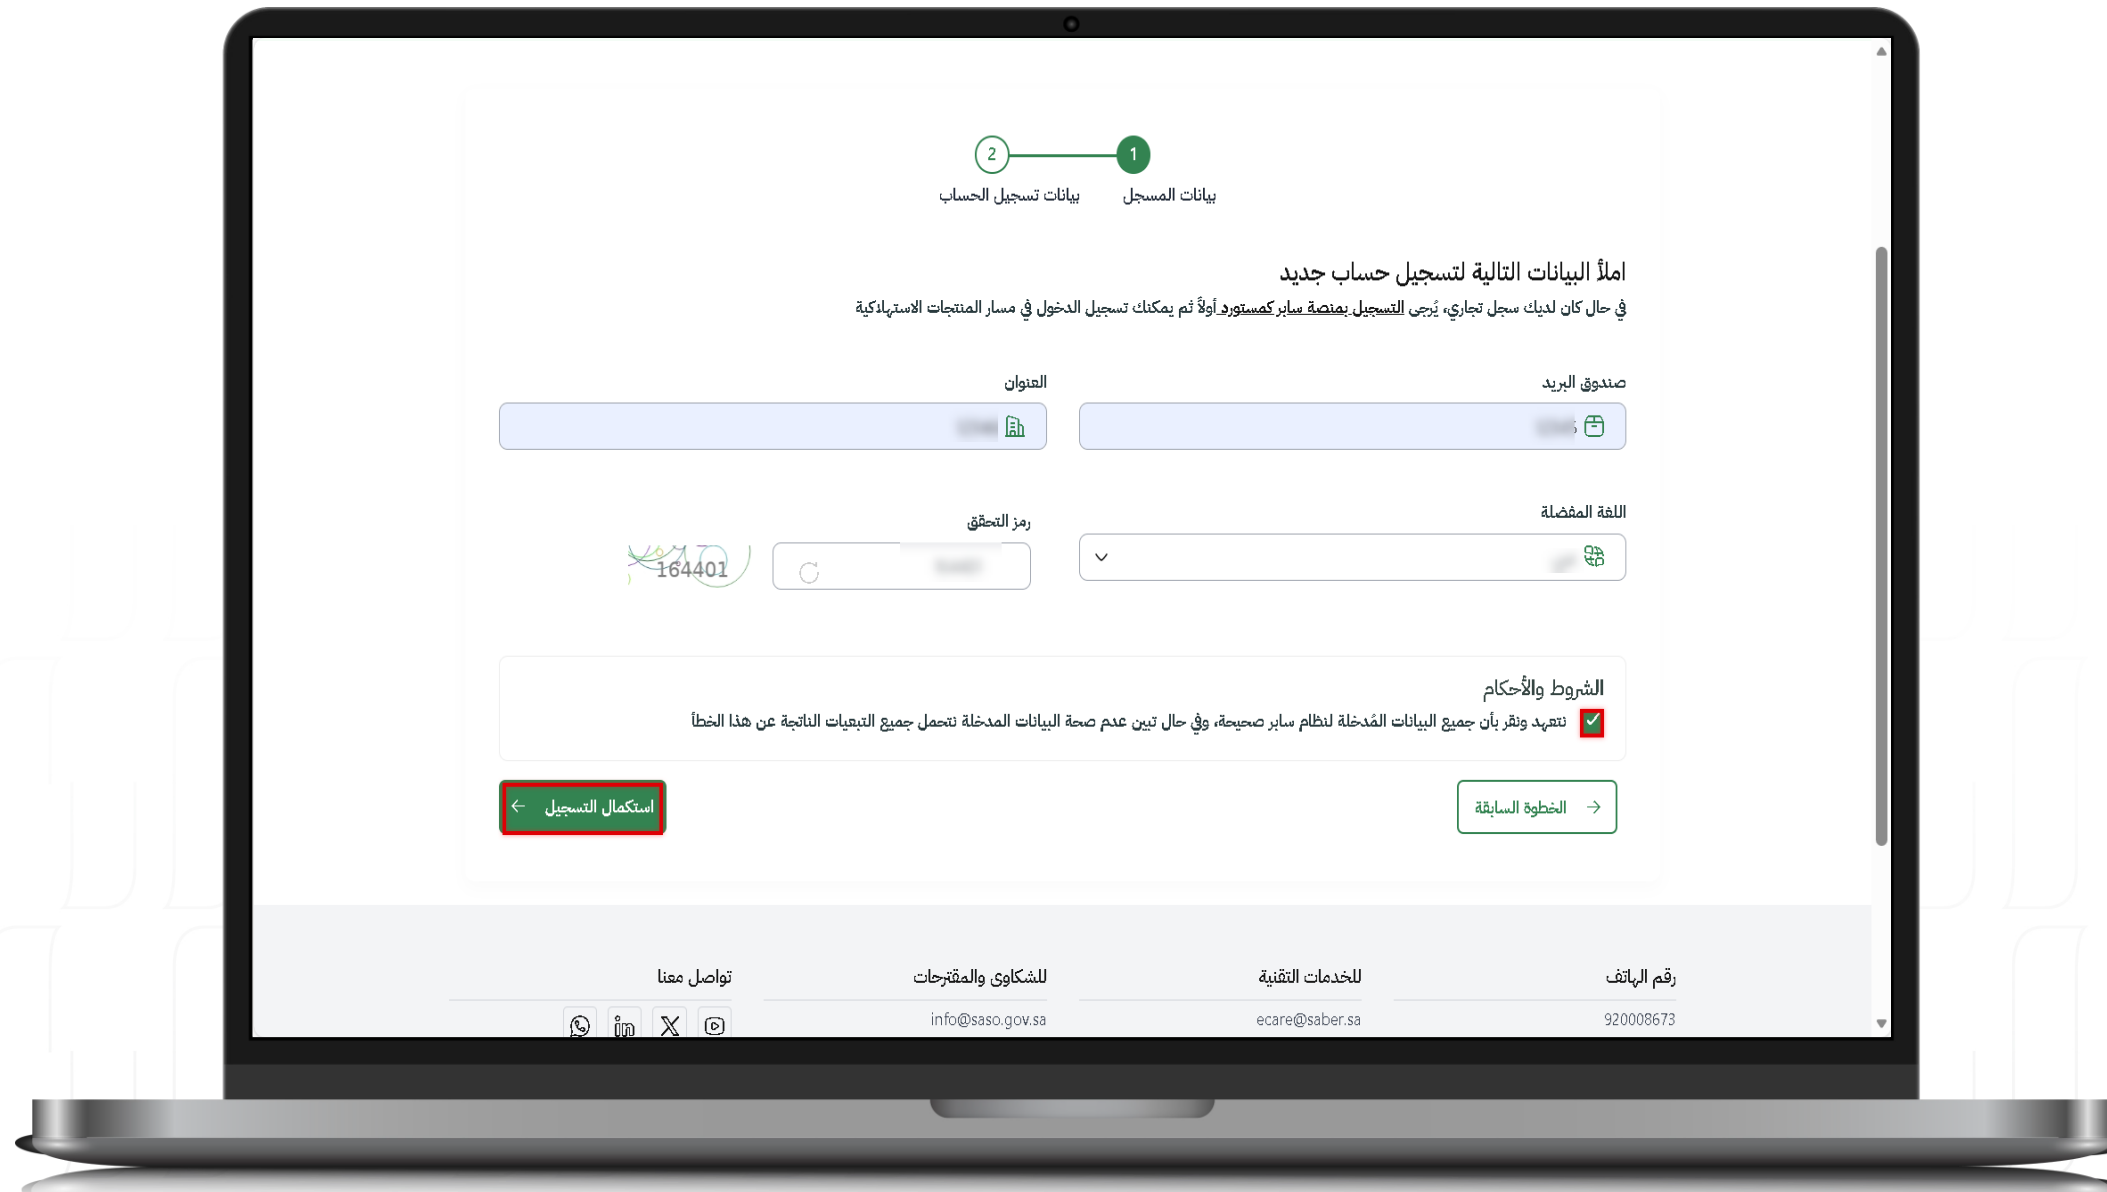 1
2
بيانات المسجل
بيانات تسجيل الحساب
املأ البيانات التالية لتسجيل حساب جديد
في حال كان لديك سجل تجاري، يُرجى التسجيل بمنصة سابر كمستورد أولاً ثم يمكنك تسجيل الدخول في مسار المنتجات الاستهلاكية
صندوق البريد
العنوان
اللغة المفضلة
رمز التحقق
164401
الشروط والأحكام
نتعهد ونقر بأن جميع البيانات المُدخلة لنظام سابر صحيحة، وفي حال تبين عدم صحة البيانات المدخلة نتحمل جميع التبعيات الناتجة عن هذا الخطأ
الخطوة السابقة
استكمال التسجيل
رقم الهاتف
920008673
للخدمات التقنية
ecare@saber.sa
للشكاوى والمقترحات
info@saso.gov.sa
تواصل معنا